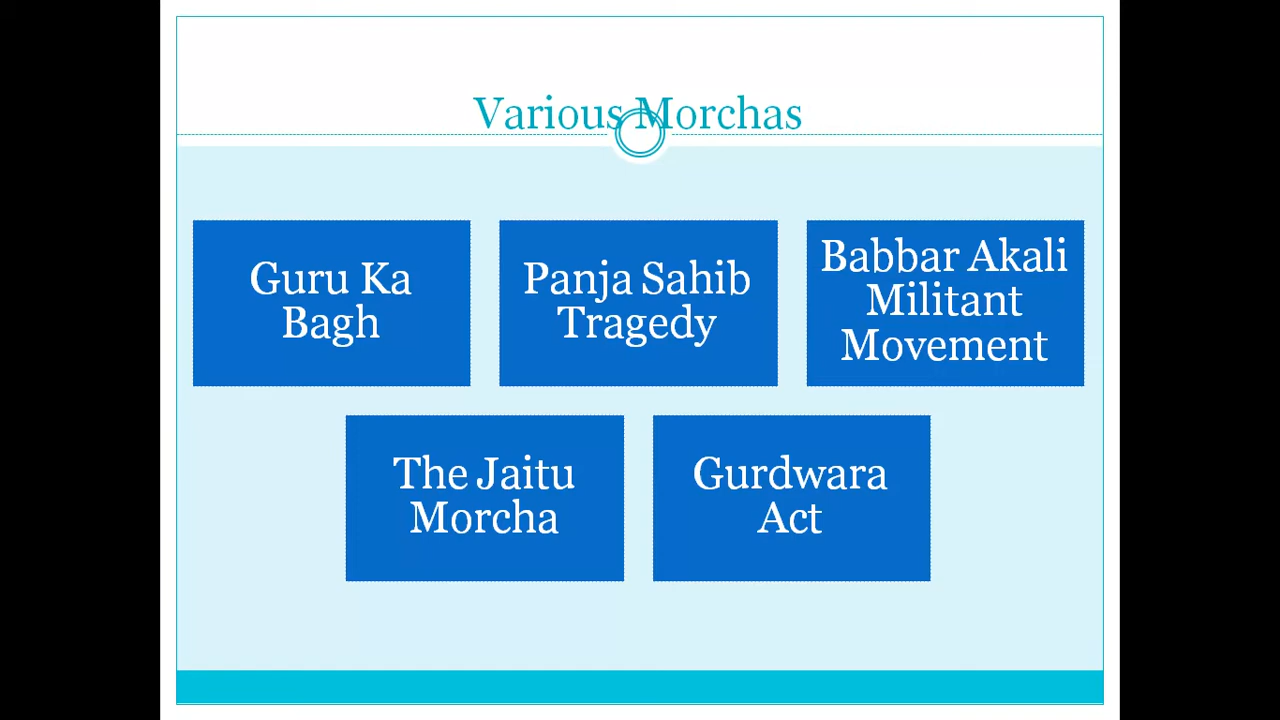 Various Morchas
Guru Ka
Bagh
Panja Sahib
Tragedy
Babbar Akali
Militant
Movement
The Jaitu
Morcha
Gurdwara
Act